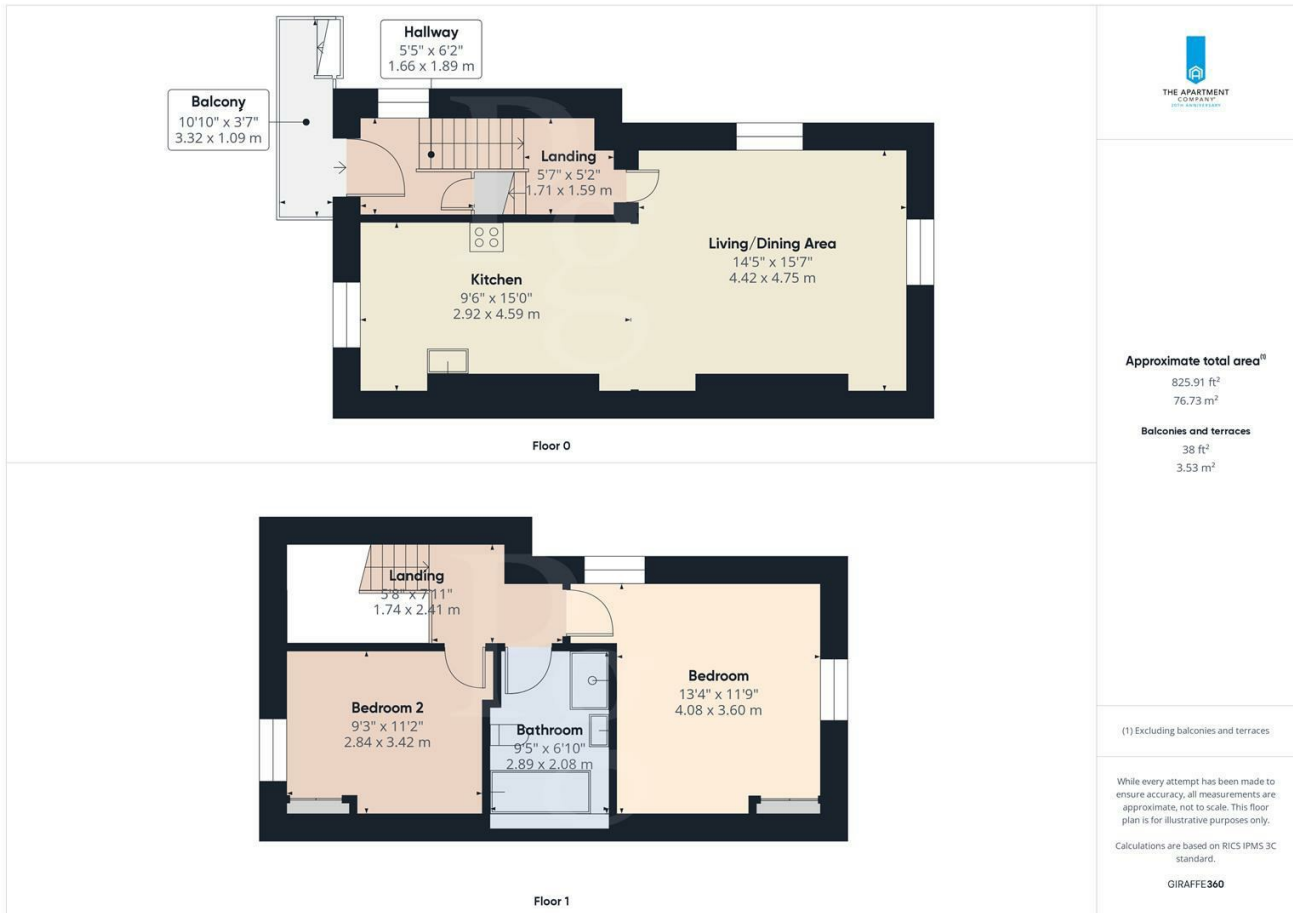 Hallway
5'5" x 6'2"
1.66 x 1.89 m
Balcony
10'10" x 3'7"
3.32 x 1.09 m
Landing
5'7" x 5'2"
1.71 x 1.59 m
Living/Dining Area
14'5" x 15'7"
4.42 x 4.75 m
Kitchen
9'6" x 15'0"
2.92 x 4.59 m
Floor 0
Landing
5'8" x 7'11"
1.74 x 2.41 m
Bedroom 2
9'3" x 11'2"
2.84 x 3.42 m
Bathroom
9'5" x 6'10"
2.89 x 2.08 m
Bedroom
13'4" x 11'9"
4.08 x 3.60 m
Floor 1
THE APARTMENT
COMPANY
10TH ANNIVERSARY
Approximate total area(1)
825.91 ft²
76.73 m²
Balconies and terraces
38 ft²
3.53 m²
(1) Excluding balconies and terraces
While every attempt has been made to
ensure accuracy, all measurements are
approximate, not to scale. This floor
plan is for illustrative purposes only.
Calculations are based on RICS IPMS 3C
standard.
GIRAFFE360